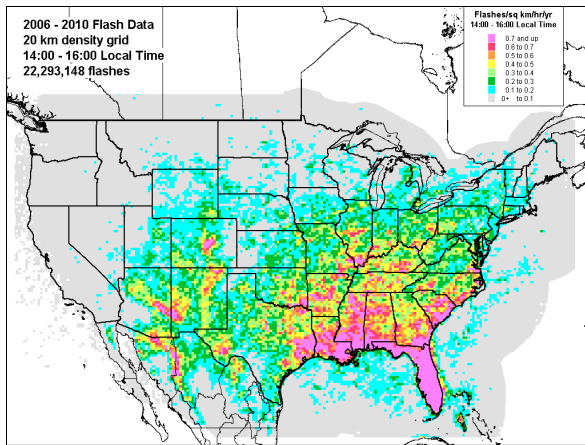 2006 - 2010 Flash Data
20 km density grid
14:00 - 16:00 Local Time
22,293,148 flashes
Flashes/sq km/hr/yr
14:00 - 16:00 Local Time
0.7 and up
0.6 to 0.7
0.5 to 0.6
0.4 to 0.5
0.3 to 0.4
0.2 to 0.3
0.1 to 0.2
0+ to 0.1